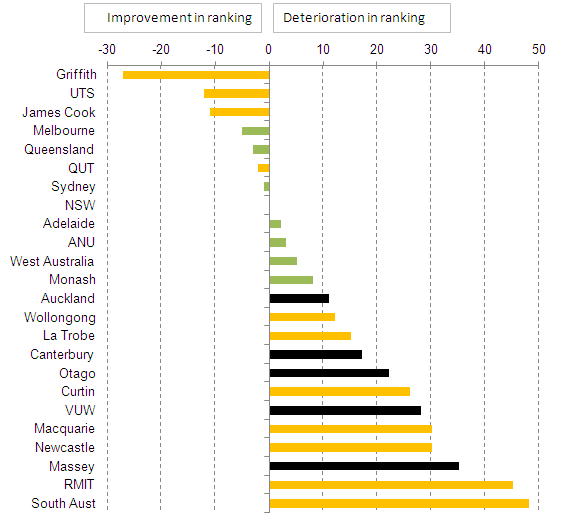 Improvement in ranking
Deterioration in ranking
-30 -20 -10 0 10 20 30 40 50
Griffith
UTS
James Cook
Melbourne
Queensland
QUT
Sydney
NSW
Adelaide
ANU
West Australia
Monash
Auckland
Wollongong
La Trobe
Canterbury
Otago
Curtin
VUW
Macquarie
Newcastle
Massey
RMIT
South Aust